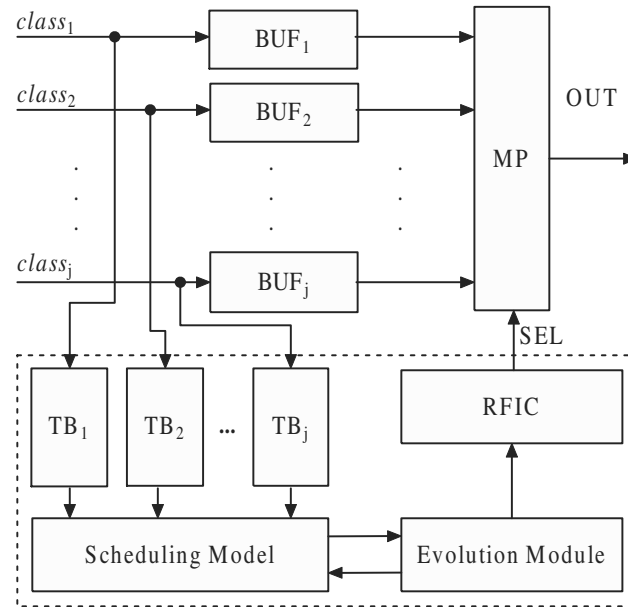 class₁
BUF₁
class₂
BUF₂
OUT
MP
classⱼ
BUFⱼ
SEL
TB₁
TB₂
...
TBⱼ
RFIC
Scheduling Model
Evolution Module